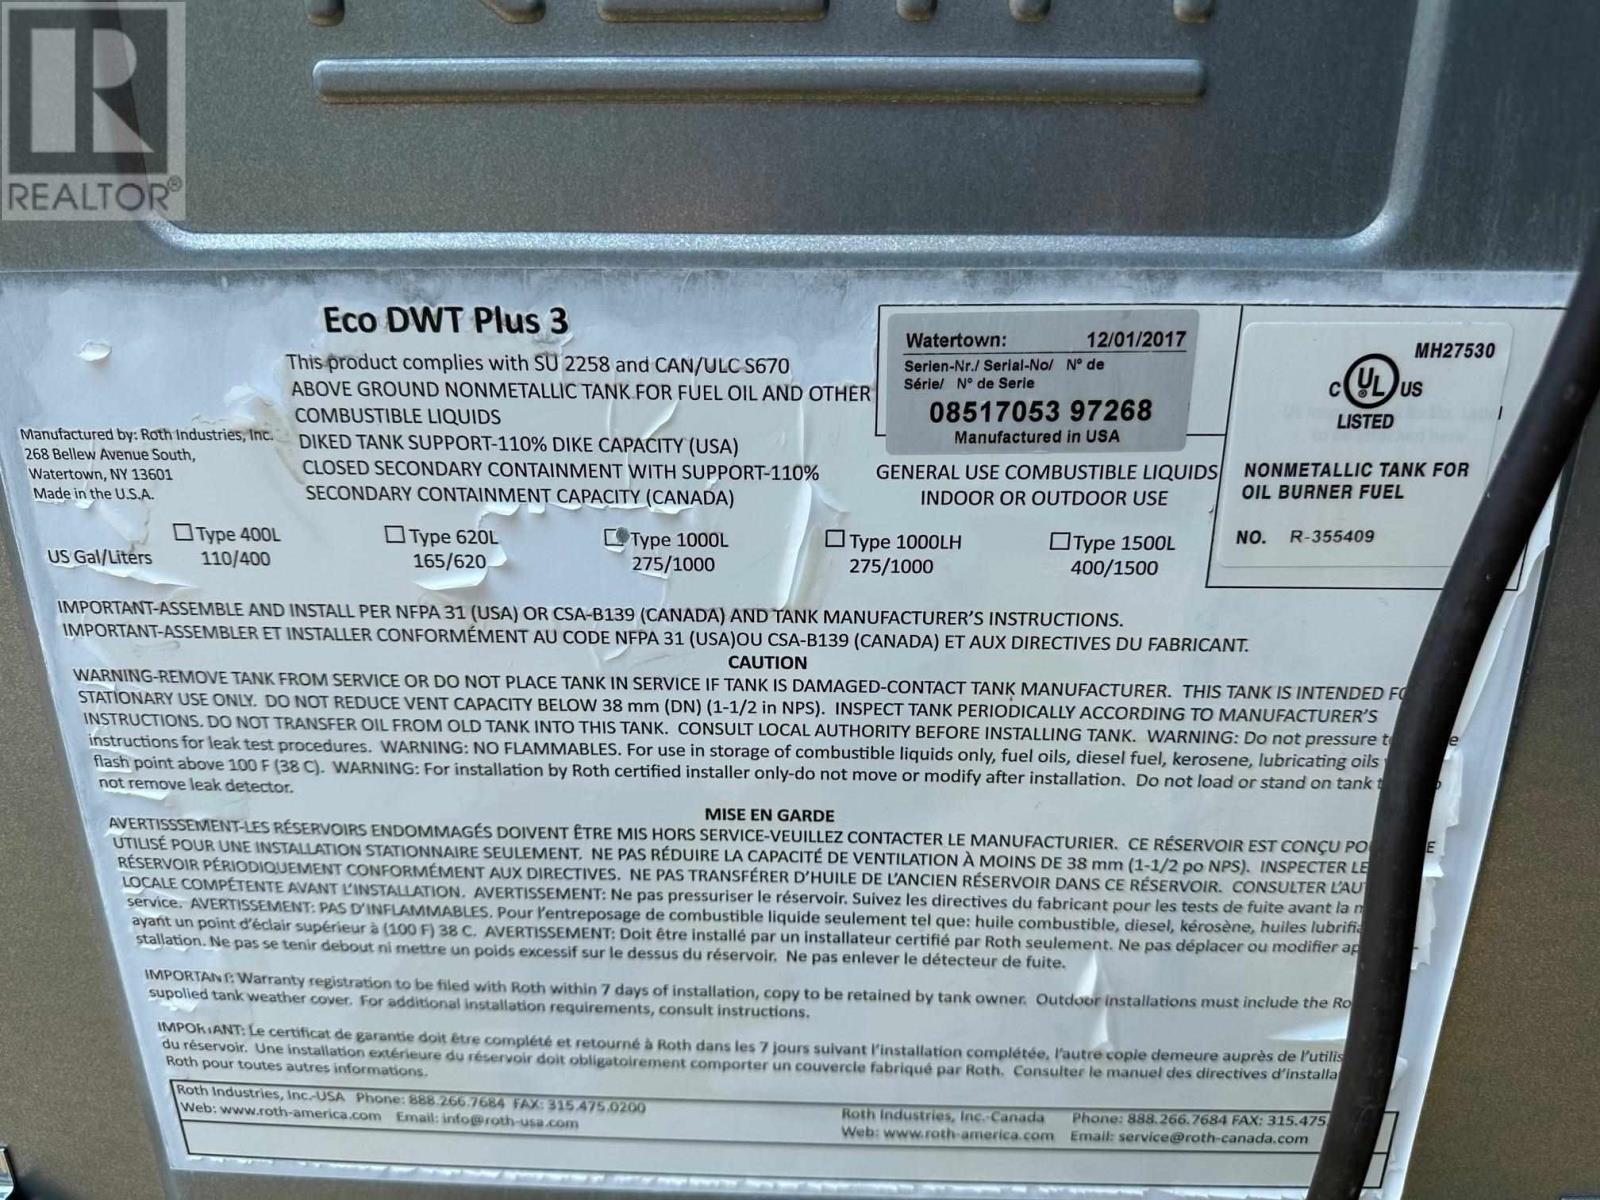 REALTOR®
Eco DWT Plus 3
This product complies with SU 2258 and CAN/ULC S670
ABOVE GROUND NONMETALLIC TANK FOR FUEL OIL AND OTHER
COMBUSTIBLE LIQUIDS
DIKED TANK SUPPORT-110% DIKE CAPACITY (USA)
CLOSED SECONDARY CONTAINMENT WITH SUPPORT-110%
SECONDARY CONTAINMENT CAPACITY (CANADA)
Manufactured by: Roth Industries, Inc.
268 Bellew Avenue South,
Watertown, NY 13601
Made in the U.S.A.
Watertown: 12/01/2017
Serien-Nr./ Serial-No/ N° de
Série/ N° de Serie
08517053 97268
Manufactured in USA
GENERAL USE COMBUSTIBLE LIQUIDS
INDOOR OR OUTDOOR USE
MH27530
C UL US
LISTED
NONMETALLIC TANK FOR
OIL BURNER FUEL
NO. R-355409
Type 400L Type 620L Type 1000L Type 1000LH Type 1500L
US Gal/Liters 110/400 165/620 275/1000 275/1000 400/1500
IMPORTANT-ASSEMBLE AND INSTALL PER NFPA 31 (USA) OR CSA-B139 (CANADA) AND TANK MANUFACTURER'S INSTRUCTIONS.
IMPORTANT-ASSEMBLER ET INSTALLER CONFORMÉMENT AU CODE NFPA 31 (USA)OU CSA-B139 (CANADA) ET AUX DIRECTIVES DU FABRICANT.
CAUTION
WARNING-REMOVE TANK FROM SERVICE OR DO NOT PLACE TANK IN SERVICE IF TANK IS DAMAGED-CONTACT TANK MANUFACTURER. THIS TANK IS INTENDED
STATIONARY USE ONLY. DO NOT REDUCE VENT CAPACITY BELOW 38 mm (DN) (1-1/2 in NPS). INSPECT TANK PERIODICALLY ACCORDING TO MANUFACTURER'S
INSTRUCTIONS. DO NOT TRANSFER OIL FROM OLD TANK INTO THIS TANK. CONSULT LOCAL AUTHORITY BEFORE INSTALLING TANK. WARNING: Do not pressure
instructions for leak test procedures. WARNING: NO FLAMMABLES. For use in storage of combustible liquids only, fuel oils, diesel fuel, kerosene, lubricating oils
flash point above 100 F (38 C). WARNING: For installation by Roth certified installer only-do not move or modify after installation. Do not load or stand on tank
not remove leak detector.
MISE EN GARDE
AVERTISSSEMENT-LES RÉSERVOIRS ENDOMMAGÉS DOIVENT ÊTRE MIS HORS SERVICE-VEUILLEZ CONTACTER LE MANUFACTURIER. CE RÉSERVOIR EST CONÇU
UTILISÉ POUR UNE INSTALLATION STATIONNAIRE SEULEMENT. NE PAS RÉDUIRE LA CAPACITÉ DE VENTILATION À MOINS DE 38 mm (1-1/2 po NPS). INSPECTER LE
RÉSERVOIR PÉRIODIQUEMENT CONFORMÉMENT AUX DIRECTIVES. NE PAS TRANSFÉRER D'HUILE DE L'ANCIEN RÉSERVOIR DANS CE RÉSERVOIR. CONSULTER
LOCALE COMPÉTENTE AVANT L'INSTALLATION. AVERTISSEMENT: Ne pas pressuriser le réservoir. Suivez les directives du fabricant pour les tests de fuite avant la
service. AVERTISSEMENT: PAS D'INFLAMMABLES. Pour l'entreposage de combustible liquide seulement tel que: huile combustible, diesel, kérosène, huiles
ayant un point d'éclair supérieur à (100 F) 38 C. AVERTISSEMENT: Doit être installé par un installateur certifié par Roth seulement. Ne pas déplacer ou modifier
stallation. Ne pas se tenir debout ni mettre un poids excessif sur le dessus du réservoir. Ne pas enlever le détecteur de fuite.
IMPORTANT: Warranty registration to be filed with Roth within 7 days of installation, copy to be retained by tank owner. Outdoor installations must include the
supolied tank weather cover. For additional installation requirements, consult instructions.
IMPORTANT: Le certificat de garantie doit être complété et retourné à Roth dans les 7 jours suivant l'installation complétée, l'autre copie demeure auprès de
du réservoir. Une installation extérieure du réservoir doit obligatoirement comporter un couvercle fabriqué par Roth. Consulter le manuel des directives
Roth pour toutes autres informations.
Roth Industries, Inc.-USA Phone: 888.266.7684 FAX: 315.475.0200
Web: www.roth-america.com Email: info@roth-usa.com
Roth Industries, Inc.-Canada Phone: 888.266.7684 FAX: 315.475.
Web: www.roth-america.com Email: service@roth-canada.com